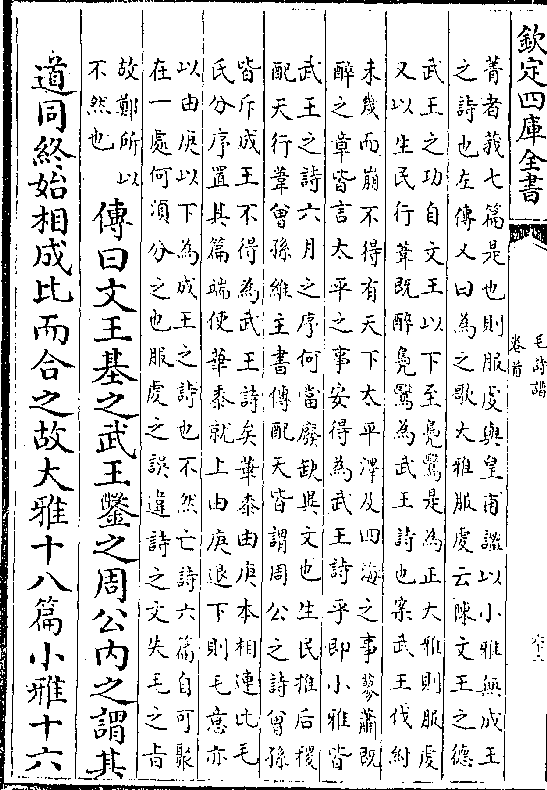 欽定四庫全書
毛詩譜
卷首
菁者莪七篇是也則服虔與皇甫謐以小雅無成王
之詩也左傳又曰為之歌大雅服虔云陳文王之德
武王之功自文王以下至鳧鷖是為正大雅則服虔
又以生民行葦既醉鳧鷖為武王詩也案武王伐紂
未幾而崩不得有天下太平澤及四海之事蓼蕭既
醉之章皆言太平之事安得為武王詩乎即小雅皆
武王之詩六月之序何當廢缺與文也生民推后稷
配天行葦曾孫維主書傳配天皆謂周公之詩曾孫
皆斥成王不得為武王詩矣華黍由庚本相連比毛
氏分序置其篇端使華黍就上由庚退下則毛意亦
以由庚以下為成王之詩也不然亡詩六篇自可聚
在一處何須分之也服虔之誤違詩之文失毛之旨
故鄭所以
不然也
傳曰文王基之武王鑿之周公内之謂其
道同終始相成比而合之故大雅十八篇小雅十六